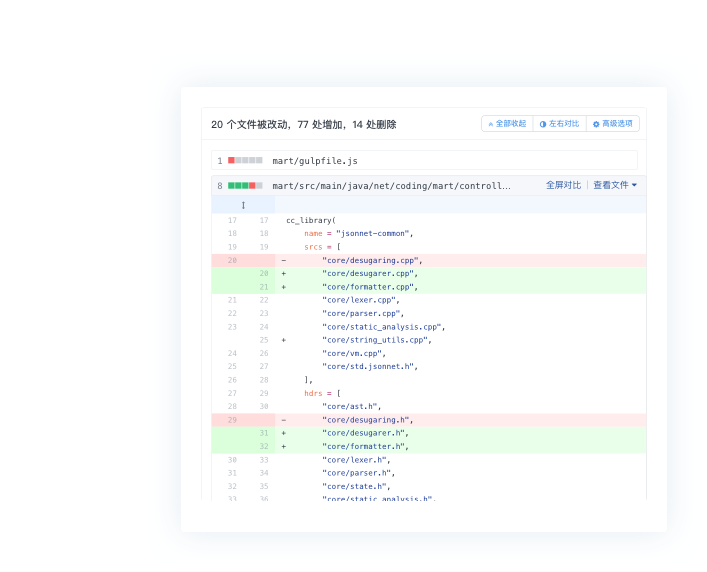 20 个文件被改动，77 处增加，14 处删除
全部收起 左右对比 高级选项
1 mart/gulpfile.js
8 mart/src/main/java/net/coding/mart/controll... 全屏对比 查看文件
17 17 cc_library(
18 18 name = "jsonnet-common",
19 19 srcs = [
20 - "core/desugaring.cpp",
20 + "core/desugarer.cpp",
21 + "core/formatter.cpp",
21 22 "core/lexer.cpp",
22 23 "core/parser.cpp",
23 24 "core/static_analysis.cpp",
25 + "core/string_utils.cpp",
24 26 "core/vm.cpp",
25 27 "core/std.jsonnet.h",
26 28 ],
27 29 hdrs = [
28 30 "core/ast.h",
29 - "core/desugaring.h",
31 + "core/desugarer.h",
32 + "core/formatter.h",
30 33 "core/lexer.h",
31 34 "core/parser.h",
32 35 "core/state.h",
33 36 "core/static_analysis.h",